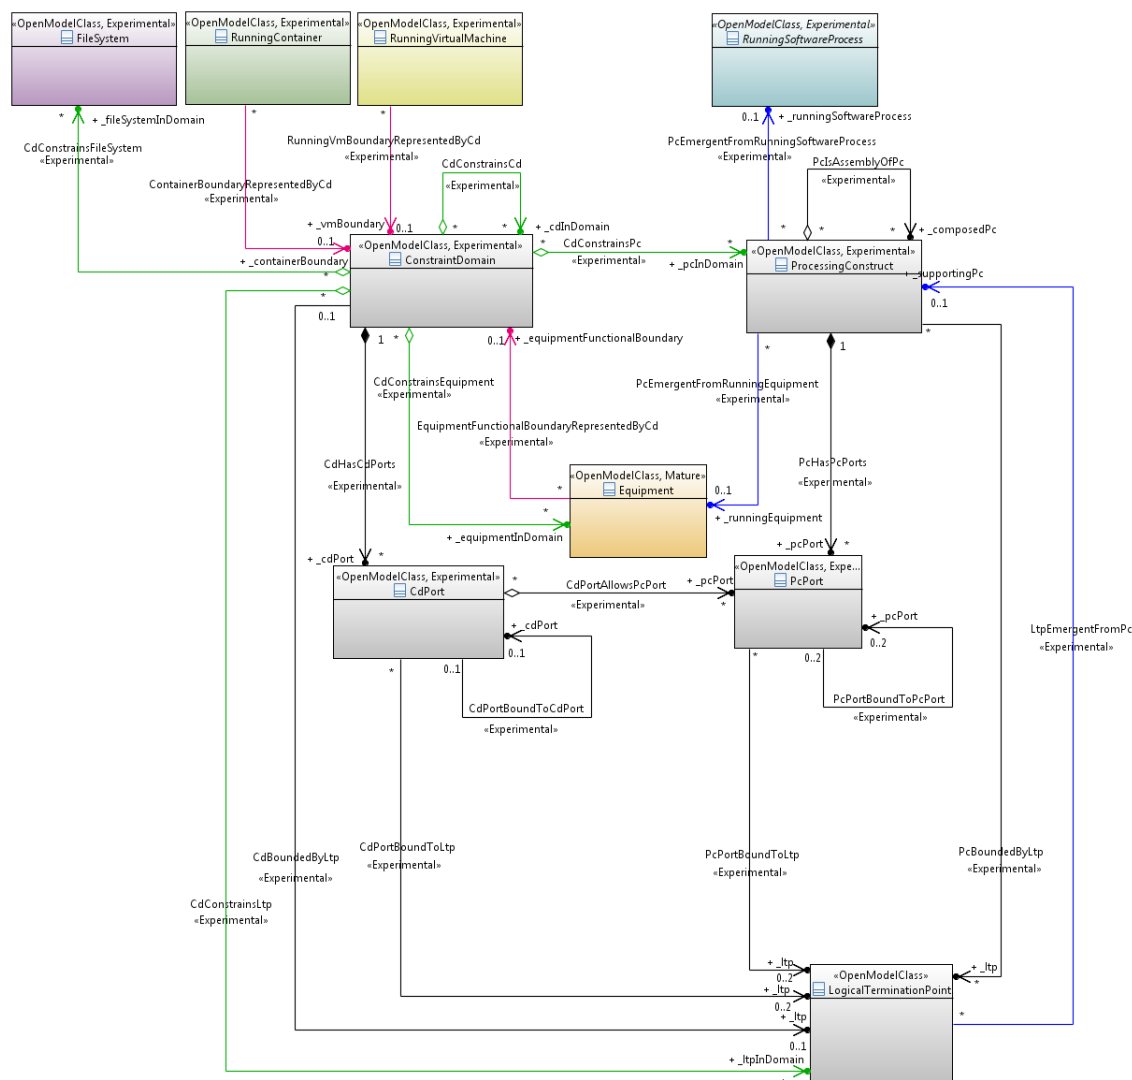 «OpenModelClass, Experimental»
FileSystem
«OpenModelClass, Experimental»
RunningContainer
«OpenModelClass, Experimental»
RunningVirtualMachine
«OpenModelClass, Experimental»
RunningSoftwareProcess
*
+ _fileSystemInDomain
*
*
0..1
+ _runningSoftwareProcess
CdConstrainsFileSystem
«Experimental»
RunningVmBoundaryRepresentedByCd
«Experimental»
PcEmergentFromRunningSoftwareProcess
«Experimental»
CdConstrainsCd
«Experimental»
PcIsAssemblyOfPc
«Experimental»
ContainerBoundaryRepresentedByCd
«Experimental»
+ _vmBoundary
0..1
*
*
+ _cdInDomain
*
*
*
+ _composedPc
0..1
+ _containerBoundary
*
«OpenModelClass, Experimental»
ConstraintDomain
*
CdConstrainsPc
«Experimental»
*
+ _pcInDomain
«OpenModelClass, Experimental»
ProcessingConstruct
+ _supportingPc
0..1
*
*
0..1
1
*
0..1
+ _equipmentFunctionalBoundary
*
1
CdConstrainsEquipment
«Experimental»
PcEmergentFromRunningEquipment
«Experimental»
EquipmentFunctionalBoundaryRepresentedByCd
«Experimental»
CdHasCdPorts
«Experimental»
PcHasPcPorts
«Experimental»
«OpenModelClass, Mature»
Equipment
*
*
+ _equipmentInDomain
0..1
+ _runningEquipment
+ _cdPort
*
+ _pcPort
*
«OpenModelClass, Experimental»
CdPort
*
CdPortAllowsPcPort
«Experimental»
+ _pcPort
*
«OpenModelClass, Expe...
PcPort
+ _cdPort
0..1
0..1
*
CdPortBoundToCdPort
«Experimental»
+ _pcPort
0..2
0..2
*
PcPortBoundToPcPort
«Experimental»
LtpEmergentFromPc
«Experimental»
CdBoundedByLtp
«Experimental»
CdPortBoundToLtp
«Experimental»
PcPortBoundToLtp
«Experimental»
PcBoundedByLtp
«Experimental»
CdConstrainsLtp
«Experimental»
+ _ltp
0..2
+ _ltp
0..2
+ _ltp
0..1
+ _ltpInDomain
«OpenModelClass»
LogicalTerminationPoint
+ _ltp
*
*